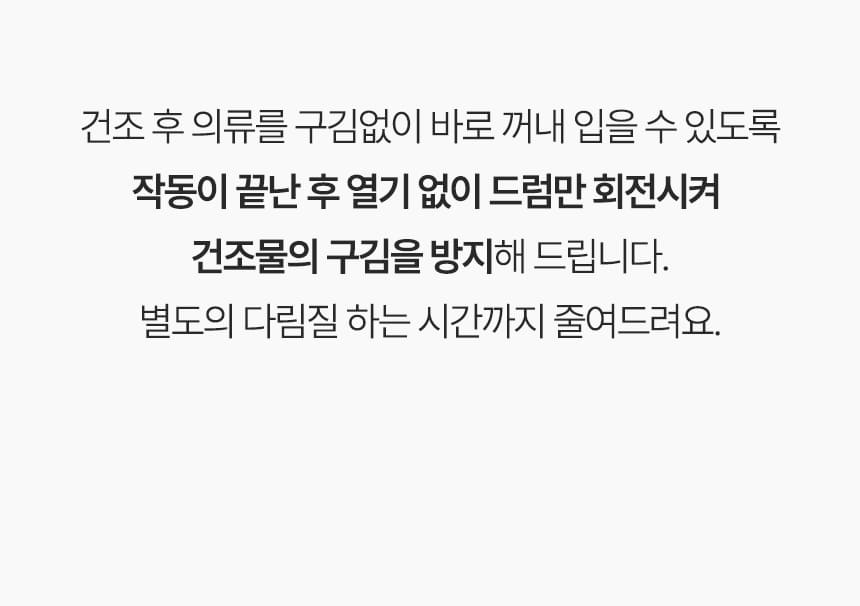 건조 후 의류를 구김없이 바로 꺼내 입을 수 있도록
작동이 끝난 후 열기 없이 드럼만 회전시켜
건조물의 구김을 방지해 드립니다.
별도의 다림질 하는 시간까지 줄여드려요.